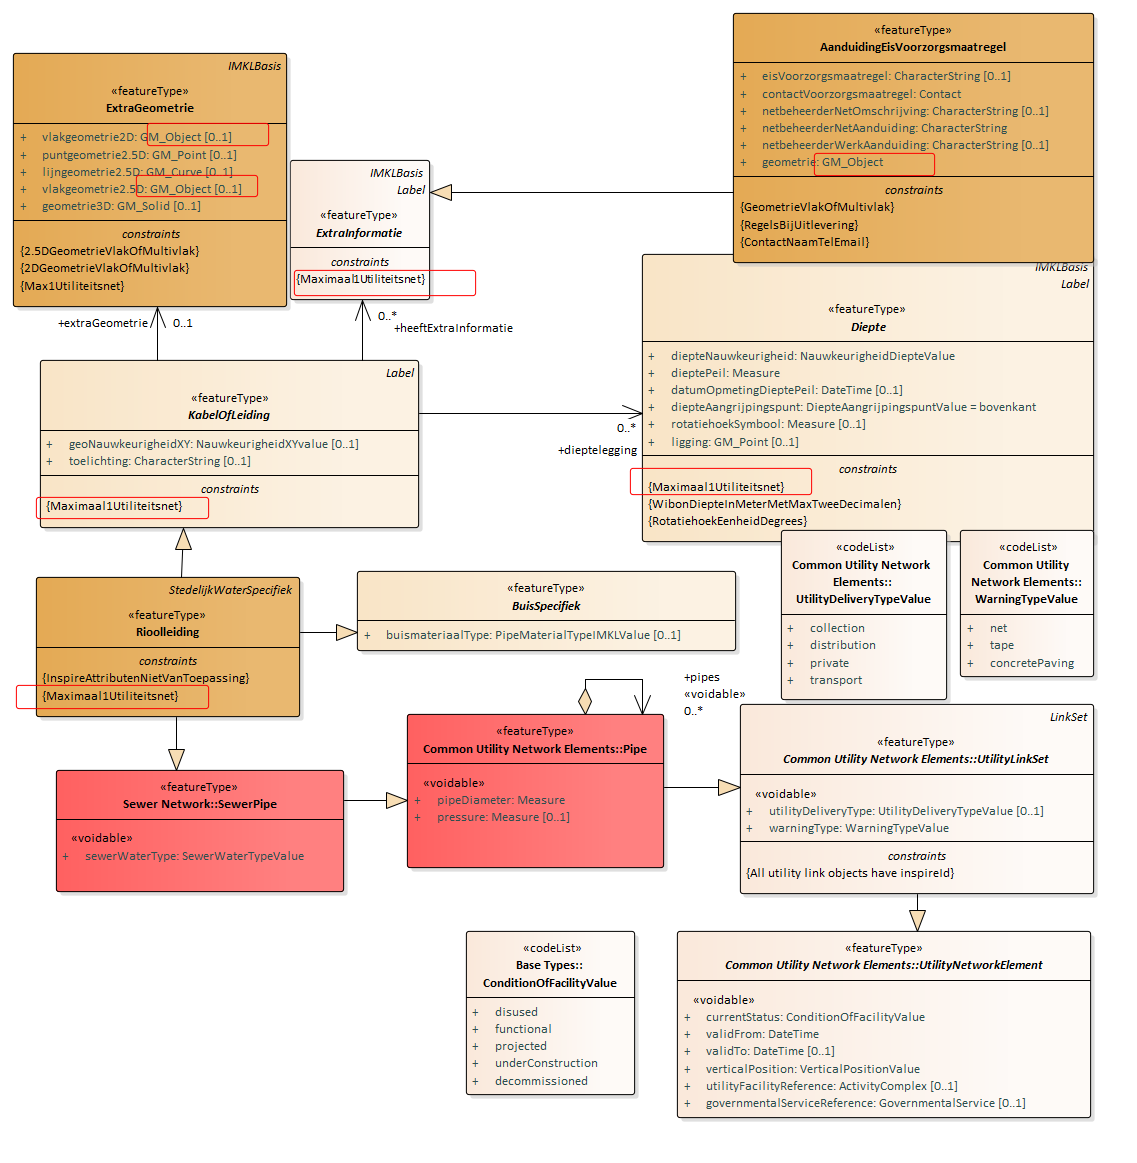 IMKLBasis
«featureType»
ExtraGeometrie
+ vlakgeometrie2D: GM_Object [0..1]
+ puntgeometrie2.5D: GM_Point [0..1]
+ lijngeometrie2.5D: GM_Curve [0..1]
+ vlakgeometrie2.5D: GM_Object [0..1]
+ geometrie3D: GM_Solid [0..1]
constraints
{2.5DGeometrieVlakOfMultivlak}
{2DGeometrieVlakOfMultivlak}
{Max1Utiliteitsnet}
«featureType»
AanduidingEisVoorzorgsmaatregel
+ eisVoorzorgsmaatregel: CharacterString [0..1]
+ contactVoorzorgsmaatregel: Contact
+ netbeheerderNetOmschrijving: CharacterString [0..1]
+ netbeheerderNetAanduiding: CharacterString
+ netbeheerderWerkAanduiding: CharacterString [0..1]
+ geometrie: GM_Object
constraints
{GeometrieVlakOfMultivlak}
{RegelsBijUitlevering}
{ContactNaamTelEmail}
IMKLBasis
Label
«featureType»
ExtraInformatie
constraints
{Maximaal1Utiliteitsnet}
+extraGeometrie
0..1
0..*
+heeftExtraInformatie
IMKLBasis
Label
«featureType»
Diepte
+ diepteNauwkeurigheid: NauwkeurigheidDiepteValue
+ dieptePeil: Measure
+ datumOpmetingDieptePeil: DateTime [0..1]
+ diepteAangrijpingspunt: DiepteAangrijpingspuntValue = bovenkant
+ rotatiehoekSymbool: Measure [0..1]
+ ligging: GM_Point [0..1]
constraints
{Maximaal1Utiliteitsnet}
{WibonDiepteInMeterMetMaxTweeDecimalen}
{RotatiehoekEenheidDegrees}
Label
«featureType»
KabelOfLeiding
+ geoNauwkeurigheidXY: NauwkeurigheidXYvalue [0..1]
+ toelichting: CharacterString [0..1]
constraints
{Maximaal1Utiliteitsnet}
0..*
+dieptelegging
«codeList»
Common Utility Network
Elements::
UtilityDeliveryTypeValue
+ collection
+ distribution
+ private
+ transport
«codeList»
Common Utility
Network Elements::
WarningTypeValue
+ net
+ tape
+ concretePaving
StedelijkWaterSpecifiek
«featureType»
Rioolleiding
constraints
{InspireAttributenNietVanToepassing}
{Maximaal1Utiliteitsnet}
«featureType»
BuisSpecifiek
+ buismateriaalType: PipeMaterialTypeIMKLValue [0..1]
+pipes
«voidable»
0..*
«featureType»
Sewer Network::SewerPipe
«voidable»
+ sewerWaterType: SewerWaterTypeValue
«featureType»
Common Utility Network Elements::Pipe
«voidable»
+ pipeDiameter: Measure
+ pressure: Measure [0..1]
LinkSet
«featureType»
Common Utility Network Elements::UtilityLinkSet
«voidable»
+ utilityDeliveryType: UtilityDeliveryTypeValue [0..1]
+ warningType: WarningTypeValue
constraints
{All utility link objects have inspireId}
«codeList»
Base Types::
ConditionOfFacilityValue
+ disused
+ functional
+ projected
+ underConstruction
+ decommissioned
«featureType»
Common Utility Network Elements::UtilityNetworkElement
«voidable»
+ currentStatus: ConditionOfFacilityValue
+ validFrom: DateTime
+ validTo: DateTime [0..1]
+ verticalPosition: VerticalPositionValue
+ utilityFacilityReference: ActivityComplex [0..1]
+ governmentalServiceReference: GovernmentalService [0..1]